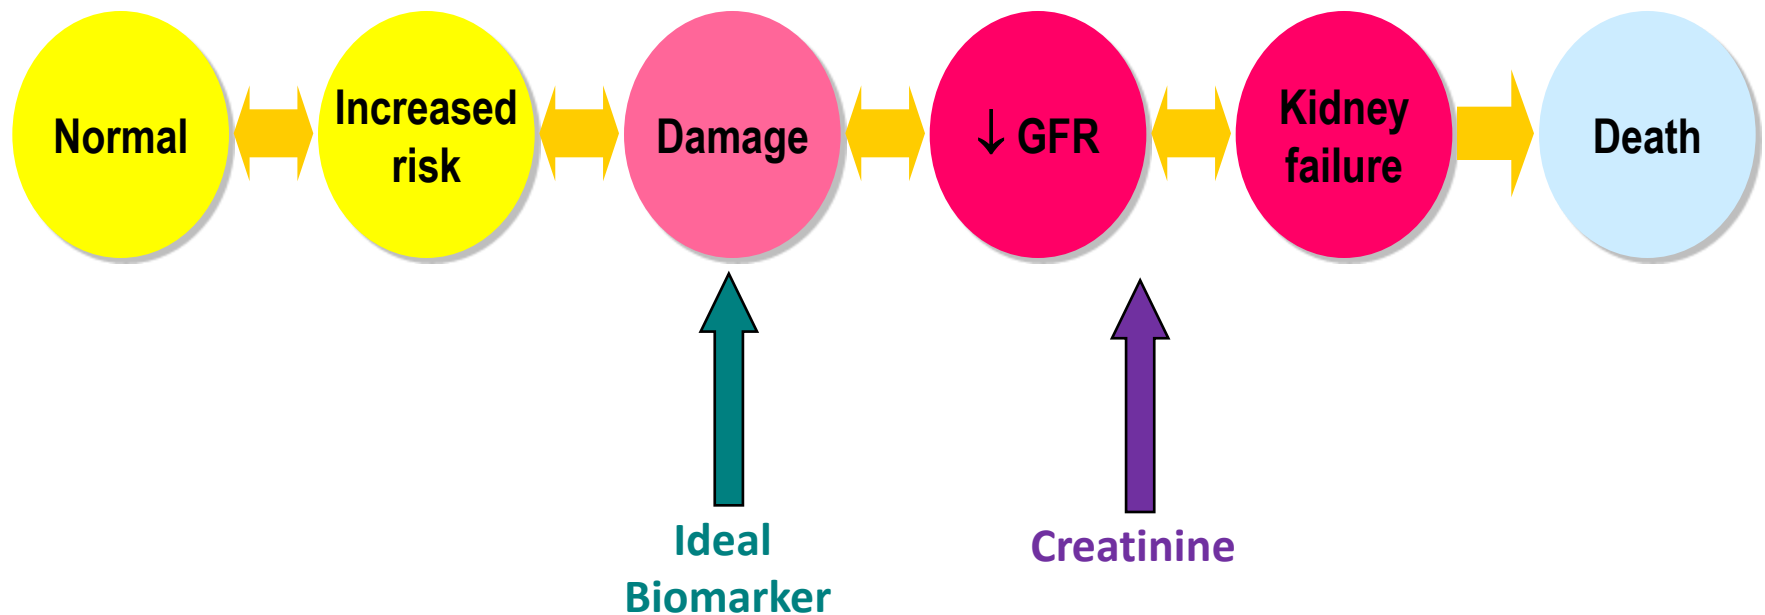 Normal
Increased
risk
Damage
↓ GFR
Kidney
failure
Death
Ideal
Biomarker
Creatinine